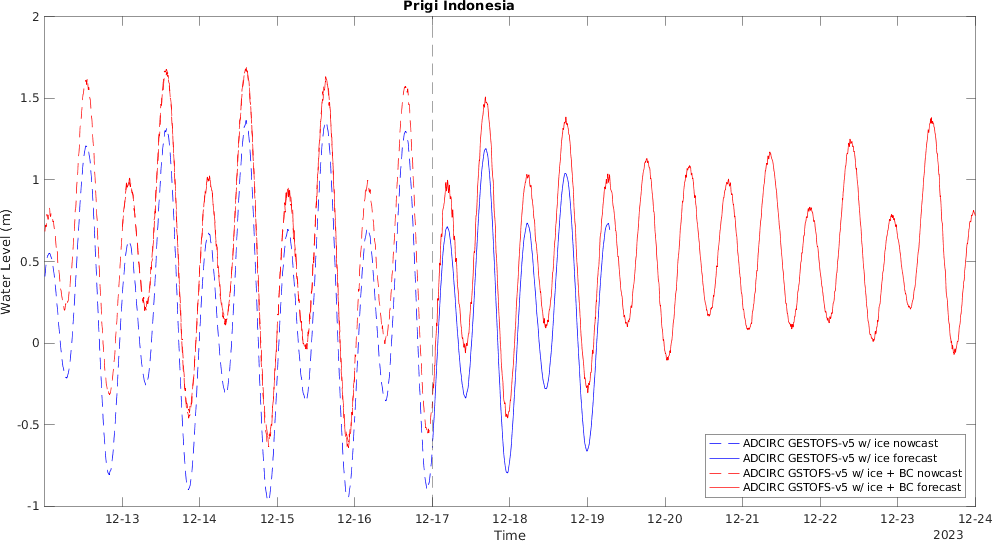 Prigi Indonesia
2
1.5
1
0.5
0
-0.5
-1
Water Level (m)
12-13 12-14 12-15 12-16 12-17 12-18 12-19 12-20 12-21 12-22 12-23 12-24
Time
2023
ADCIRC GESTOFS-v5 w/ ice nowcast
ADCIRC GESTOFS-v5 w/ ice forecast
ADCIRC GSTOFS-v5 w/ ice + BC nowcast
ADCIRC GSTOFS-v5 w/ ice + BC forecast